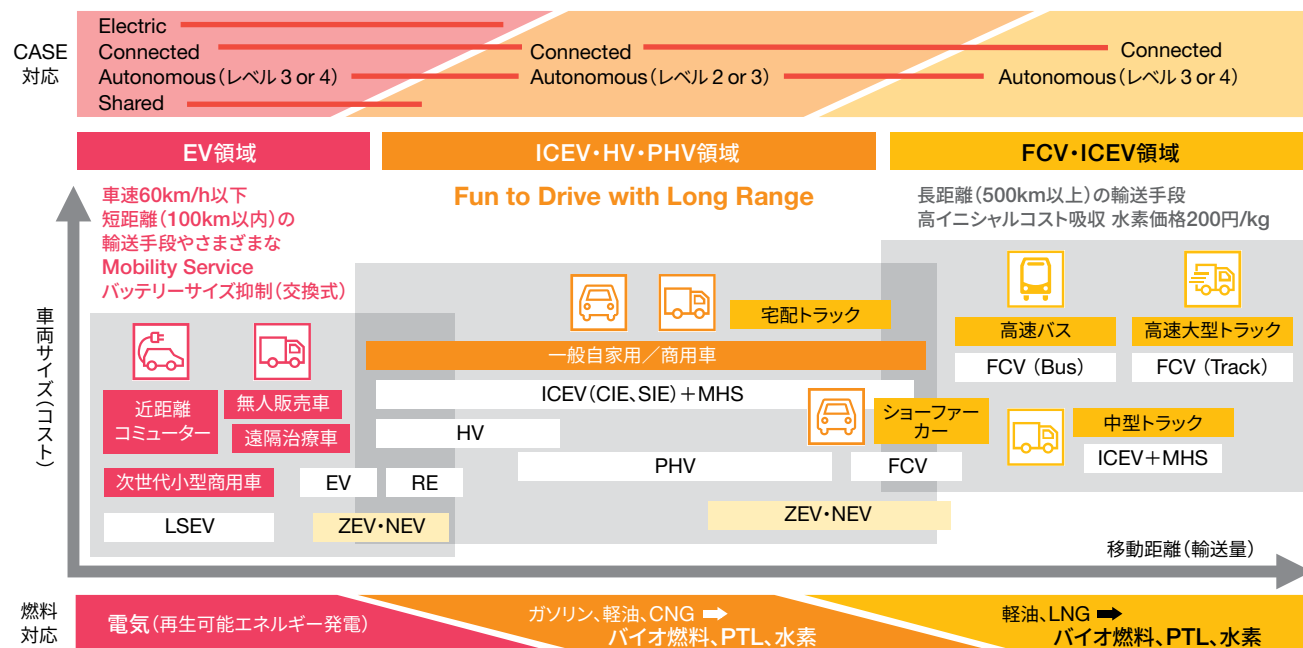 CASE
対応
Electric
Connected
Connected
Connected
Autonomous(レベル 3 or 4)
Autonomous(レベル 2 or 3)
Autonomous(レベル 3 or 4)
Shared
EV領域
ICEV・HV・PHV領域
FCV・ICEV領域
車両サイズ(コスト)
車速60km/h以下
短距離(100km以内)の
輸送手段やさまざまな
Mobility Service
バッテリーサイズ抑制(交換式)
Fun to Drive with Long Range
長距離(500km以上)の輸送手段
高イニシャルコスト吸収 水素価格200円/kg
宅配トラック
一般自家用/商用車
ICEV(CIE、SIE)+MHS
HV
PHV
ショーファー
カー
FCV
ZEV・NEV
高速バス
FCV (Bus)
高速大型トラック
FCV (Track)
中型トラック
ICEV+MHS
近距離
コミューター
無人販売車
遠隔治療車
次世代小型商用車
EV
RE
LSEV
ZEV・NEV
移動距離(輸送量)
燃料
対応
電気(再生可能エネルギー発電)
ガソリン、軽油、CNG ➡
バイオ燃料、PTL、水素
軽油、LNG ➡
バイオ燃料、PTL、水素